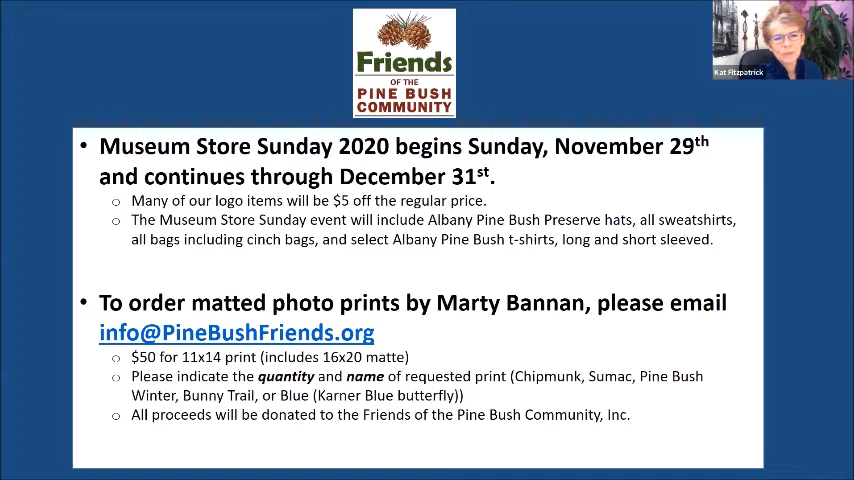 Friends
OF THE
PINE BUSH
COMMUNITY
Kat Fitzpatrick
• Museum Store Sunday 2020 begins Sunday, November 29th
and continues through December 31st.
o Many of our logo items will be $5 off the regular price.
o The Museum Store Sunday event will include Albany Pine Bush Preserve hats, all sweatshirts,
all bags including cinch bags, and select Albany Pine Bush t-shirts, long and short sleeved.
• To order matted photo prints by Marty Bannan, please email
info@PineBushFriends.org
o $50 for 11x14 print (includes 16x20 matte)
o Please indicate the quantity and name of requested print (Chipmunk, Sumac, Pine Bush
Winter, Bunny Trail, or Blue (Karner Blue butterfly))
o All proceeds will be donated to the Friends of the Pine Bush Community, Inc.